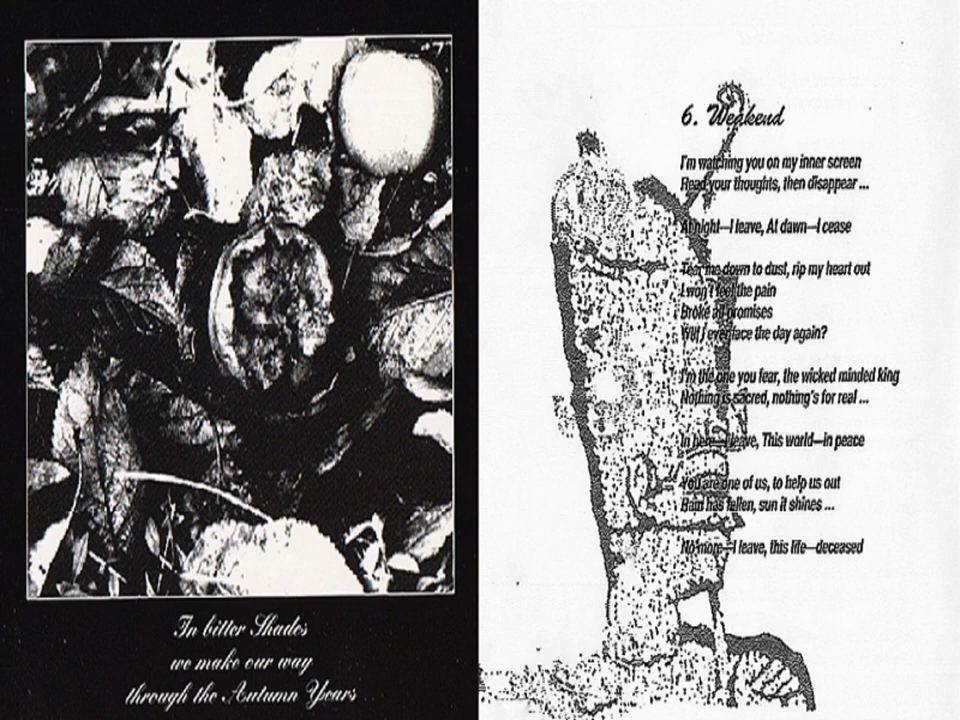 In bitter Shades
we make our way
through the Autumn Years
6. Weakend
I'm watching you on my inner screen
Read your thoughts, then disappear ...
At night—I leave, At dawn—I cease
Tear me down to dust, rip my heart out
I won't feel the pain
Broke all promises
Will I ever face the day again?
I'm the one you fear, the wicked minded king
Nothing is sacred, nothing's for real ...
In here—I leave, This world—in peace
You are one of us, to help us out
Rain has fallen, sun it shines ...
No more—I leave, this life—deceased